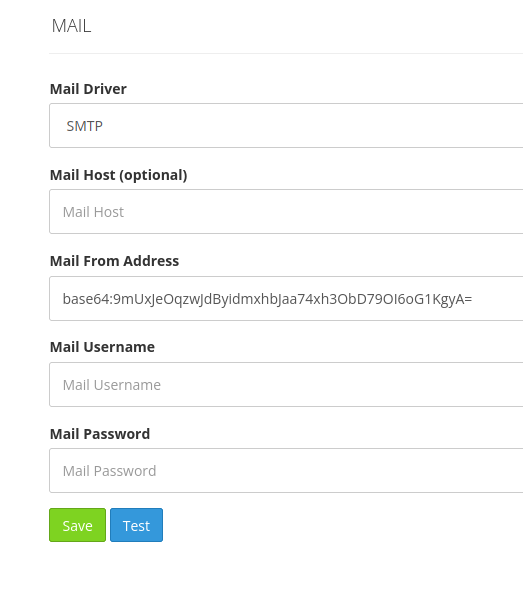 MAIL
Mail Driver
SMTP
Mail Host (optional)
Mail Host
Mail From Address
base64:9mUxJeOqzwJdByidmxhbJaa74xh3ObD79OI6oG1KgyA=
Mail Username
Mail Username
Mail Password
Mail Password
Save Test